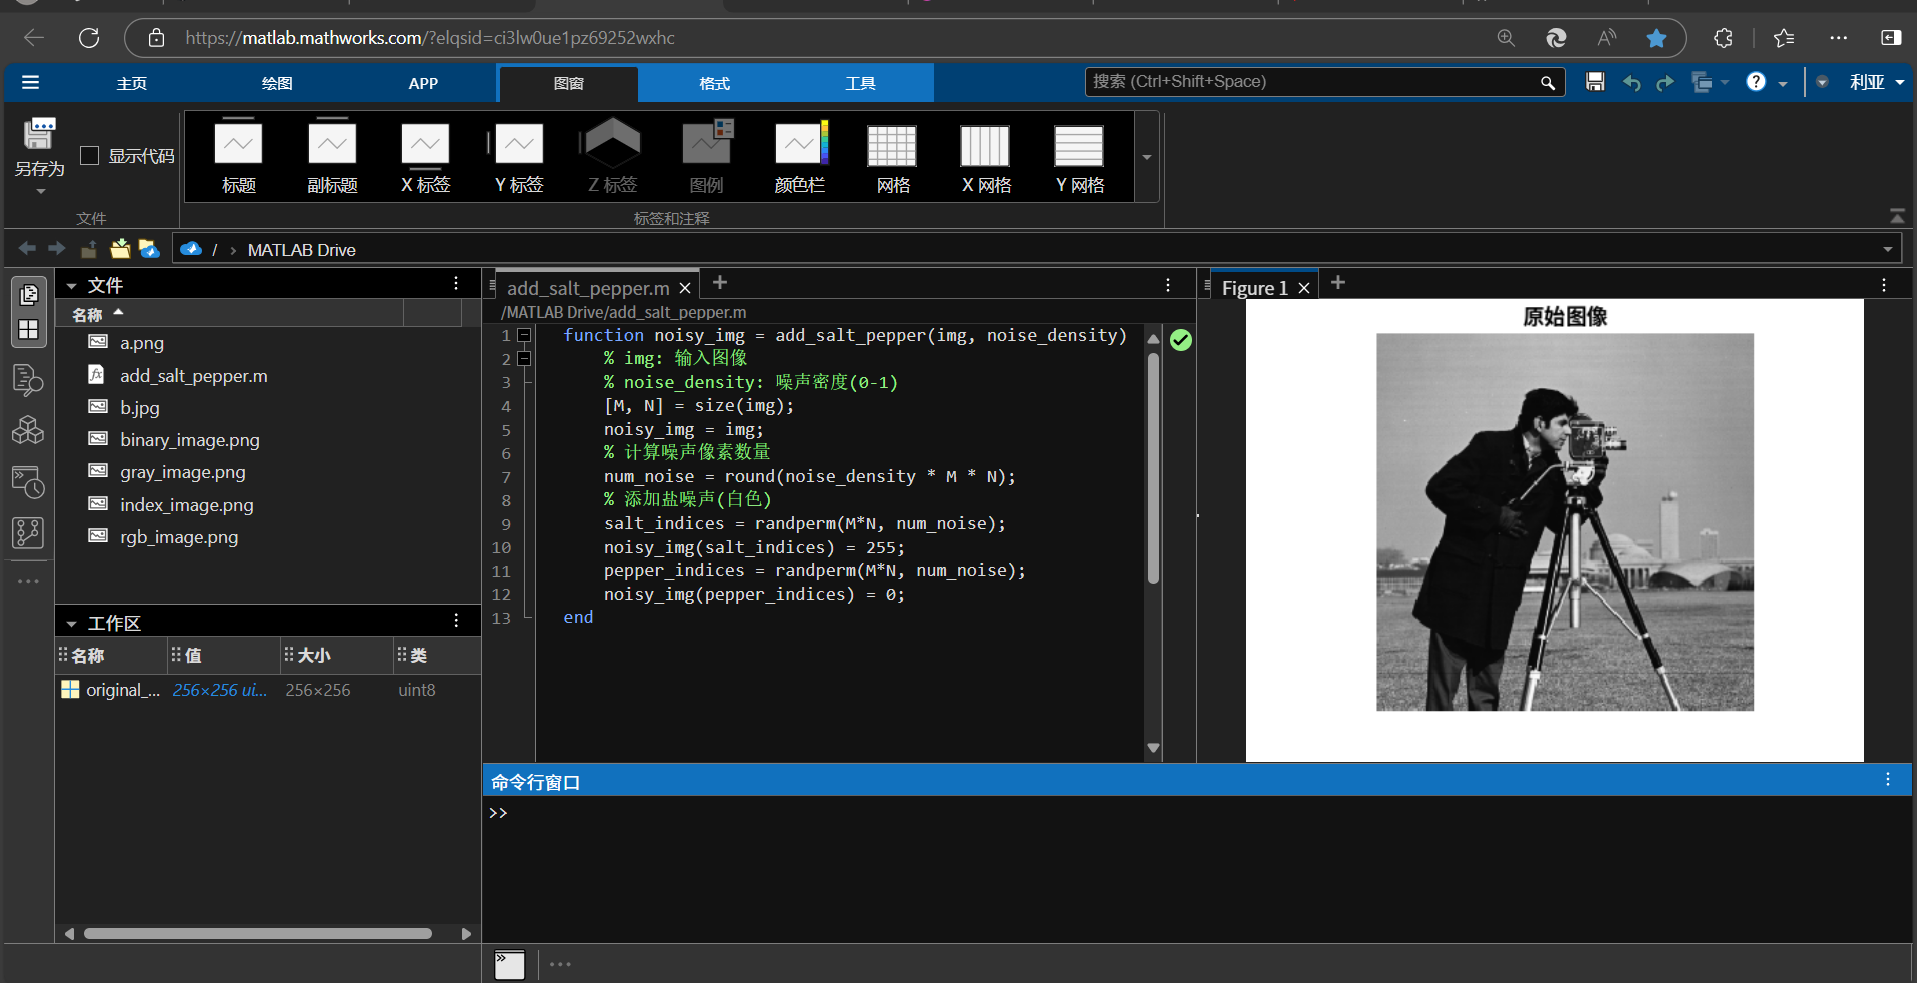 https://matlab.mathworks.com/?elqsid=ci3lw0ue1pz69252wxhc
主页 绘图 APP 图窗 格式 工具 搜索 (Ctrl+Shift+Space) 利亚
另存为 显示代码 标题 副标题 X 标签 Y 标签 Z 标签 图例 颜色栏 网格 X 网格 Y 网格
文件 标签和注释
/ › MATLAB Drive
文件
名称
a.png
add_salt_pepper.m
b.jpg
binary_image.png
gray_image.png
index_image.png
rgb_image.png
工作区
名称 值 大小 类
original_... 256×256 ui... 256×256 uint8
add_salt_pepper.m
/MATLAB Drive/add_salt_pepper.m
1 function noisy_img = add_salt_pepper(img, noise_density)
2 % img: 输入图像
3 % noise_density: 噪声密度(0-1)
4 [M, N] = size(img);
5 noisy_img = img;
6 % 计算噪声像素数量
7 num_noise = round(noise_density * M * N);
8 % 添加盐噪声(白色)
9 salt_indices = randperm(M*N, num_noise);
10 noisy_img(salt_indices) = 255;
11 pepper_indices = randperm(M*N, num_noise);
12 noisy_img(pepper_indices) = 0;
13 end
Figure 1
原始图像
命令行窗口
>>